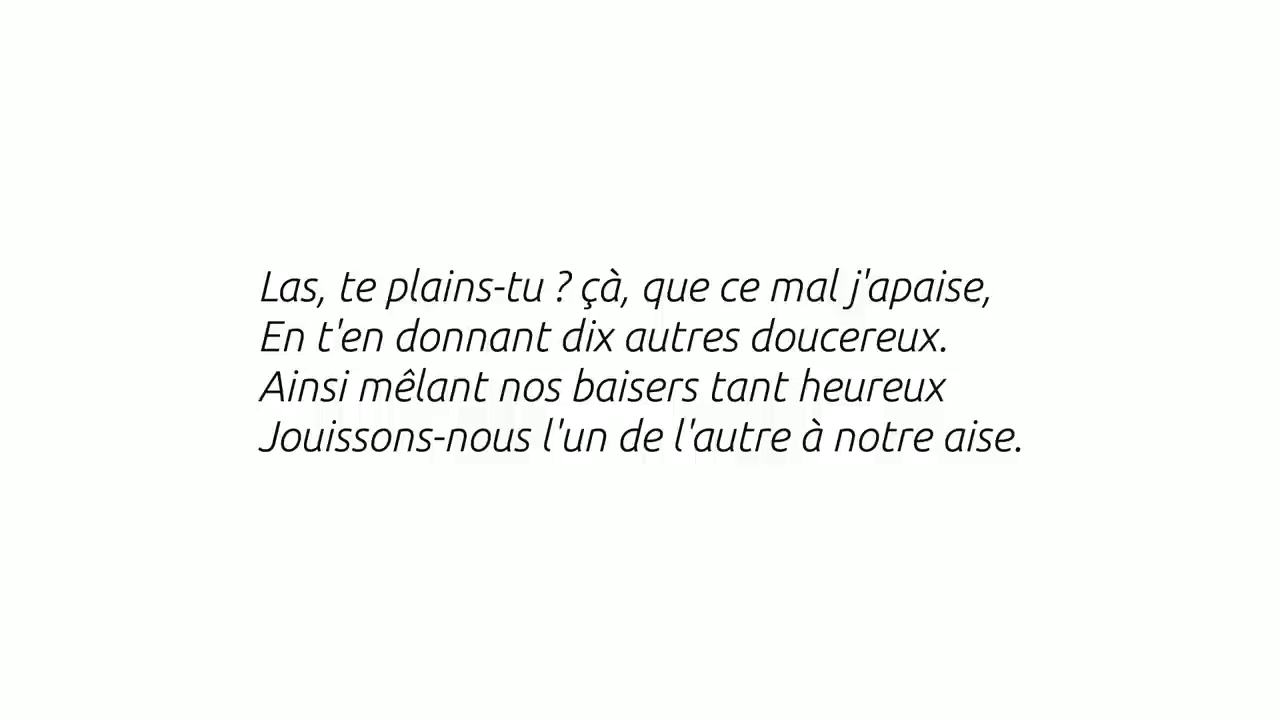 Las, te plains-tu ? çà, que ce mal j'apaise,
En t'en donnant dix autres doucereux.
Ainsi mêlant nos baisers tant heureux
Jouissons-nous l'un de l'autre à notre aise.